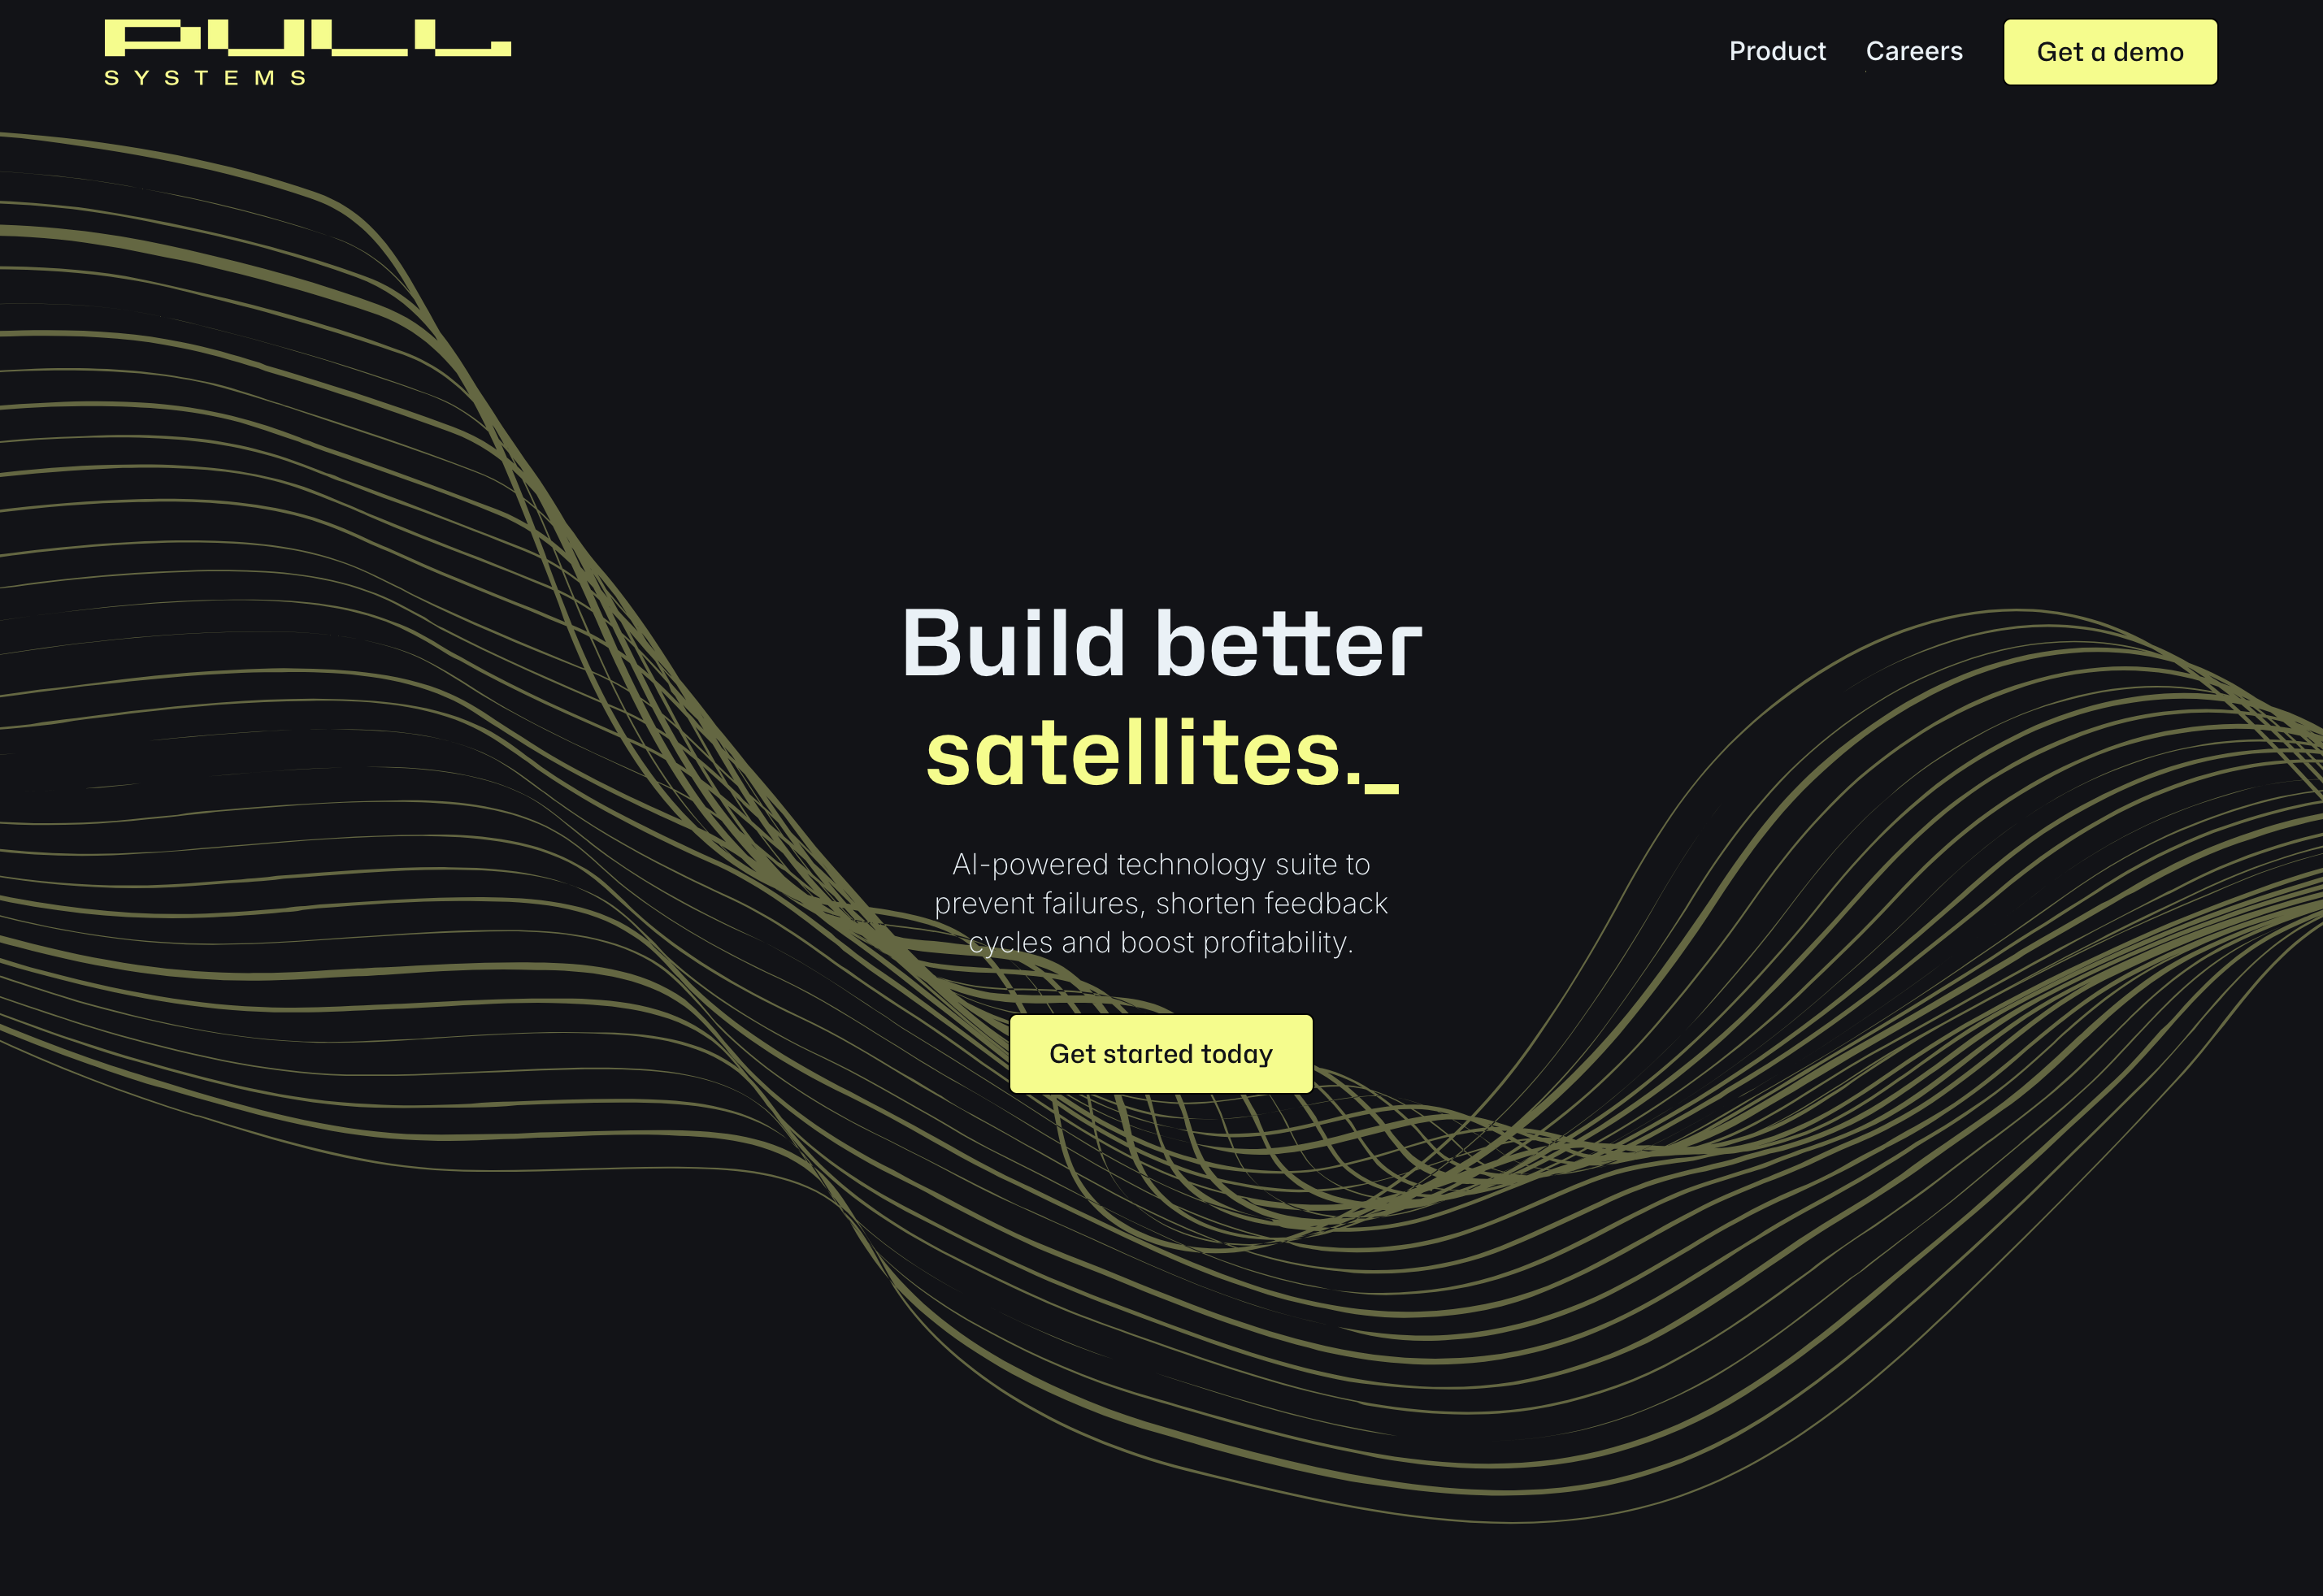 PULL
SYSTEMS
Product
Careers
Get a demo
Build better
satellites._
AI-powered technology suite to
prevent failures, shorten feedback
cycles and boost profitability.
Get started today